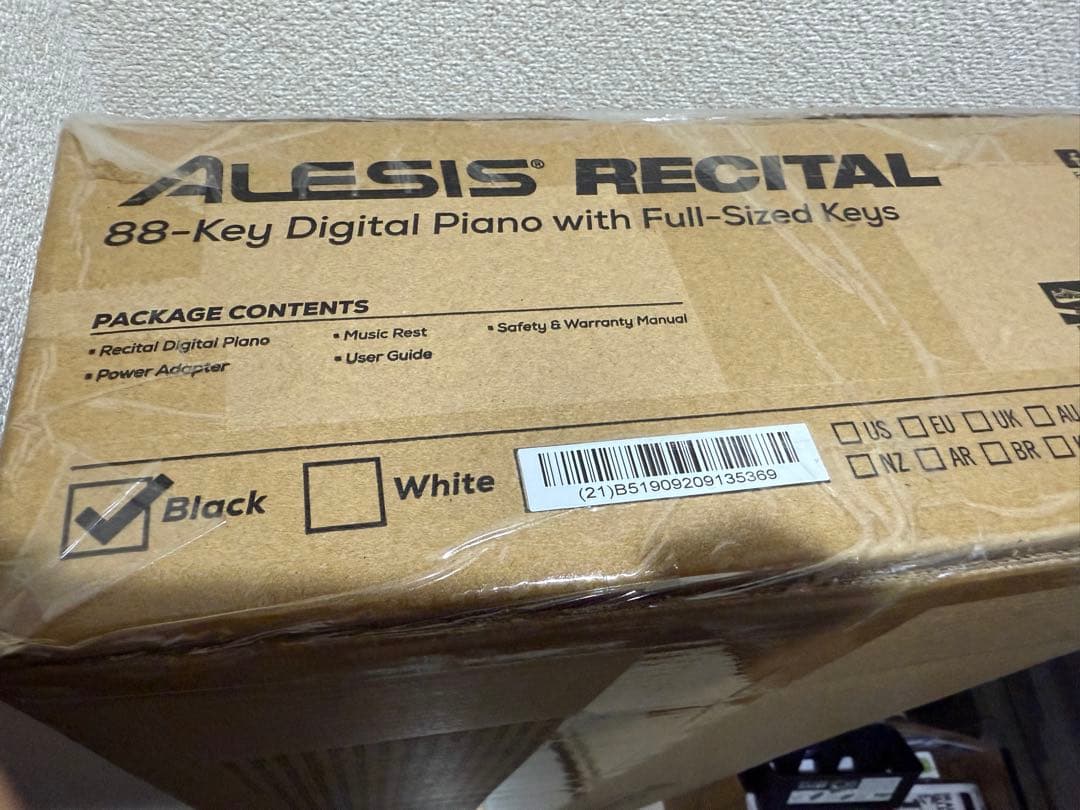 ALESIS® RECITAL
88-Key Digital Piano with Full-Sized Keys
PACKAGE CONTENTS
▪ Recital Digital Piano
▪ Power Adapter
▪ Music Rest
▪ User Guide
▪ Safety & Warranty Manual
Black
White
(21)B51909209135369
US EU UK AU
NZ AR BR